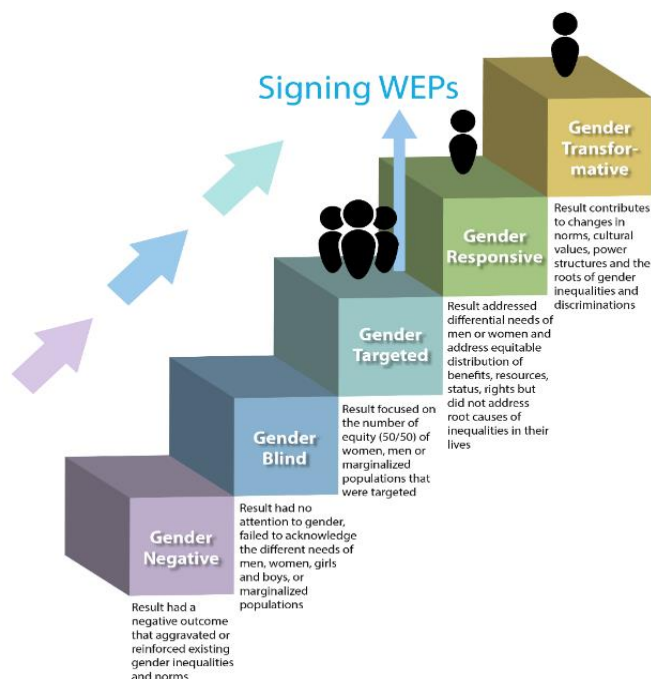 Signing WEPs
Gender
Transfor-
mative
Result contributes
to changes in
norms, cultural
values, power
structures and the
roots of gender
inequalities and
discriminations
Gender
Responsive
Result addressed
differential needs of
men or women and
address equitable
distribution of
benefits, resources,
status, rights but
did not address
root causes of
inequalities in their
lives
Gender
Targeted
Result focused on
the number of
equity (50/50) of
women, men or
marginalized
populations that
were targeted
Gender
Blind
Result had no
attention to gender,
failed to acknowledge
the different needs of
men, women, girls
and boys, or
marginalized
populations
Gender
Negative
Result had a
negative outcome
that aggravated or
reinforced existing
gender inequalities
and norms